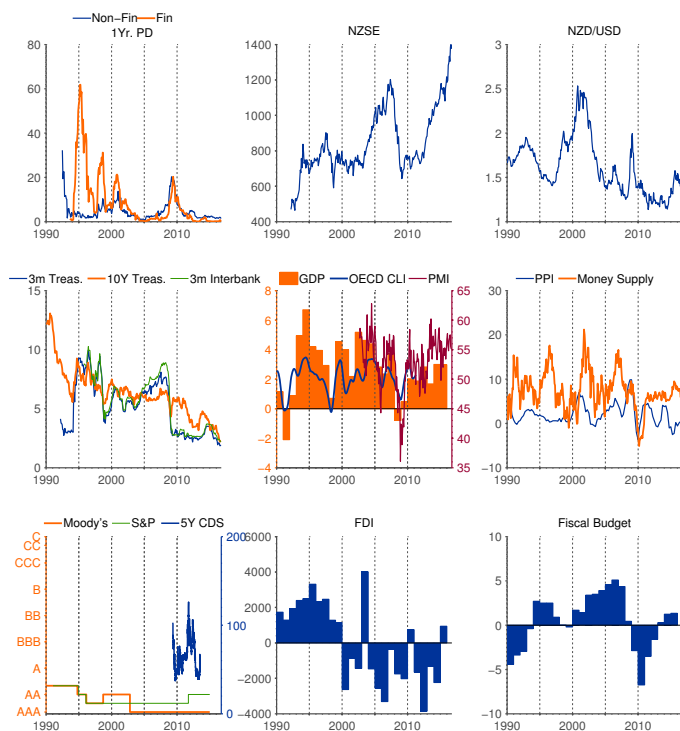 Non−Fin Fin
1Yr. PD
80
60
40
20
0
1990 2000 2010
NZSE
1400
1200
1000
800
600
400
1990 2000 2010
NZD/USD
3
2.5
2
1.5
1
1990 2000 2010
3m Treas. 10Y Treas. 3m Interbank
15
10
5
0
1990 2000 2010
GDP OECD CLI PMI
8
6
4
2
0
−2
−4
65
60
55
50
45
40
35
1990 2000 2010
PPI Money Supply
30
20
10
0
−10
1990 2000 2010
Moody's S&P 5Y CDS
C
CC
CCC
B
BB
BBB
A
AA
AAA
200
100
0
1990 2000 2010
FDI
6000
4000
2000
0
−2000
−4000
1990 2000 2010
Fiscal Budget
10
5
0
−5
−10
1990 2000 2010